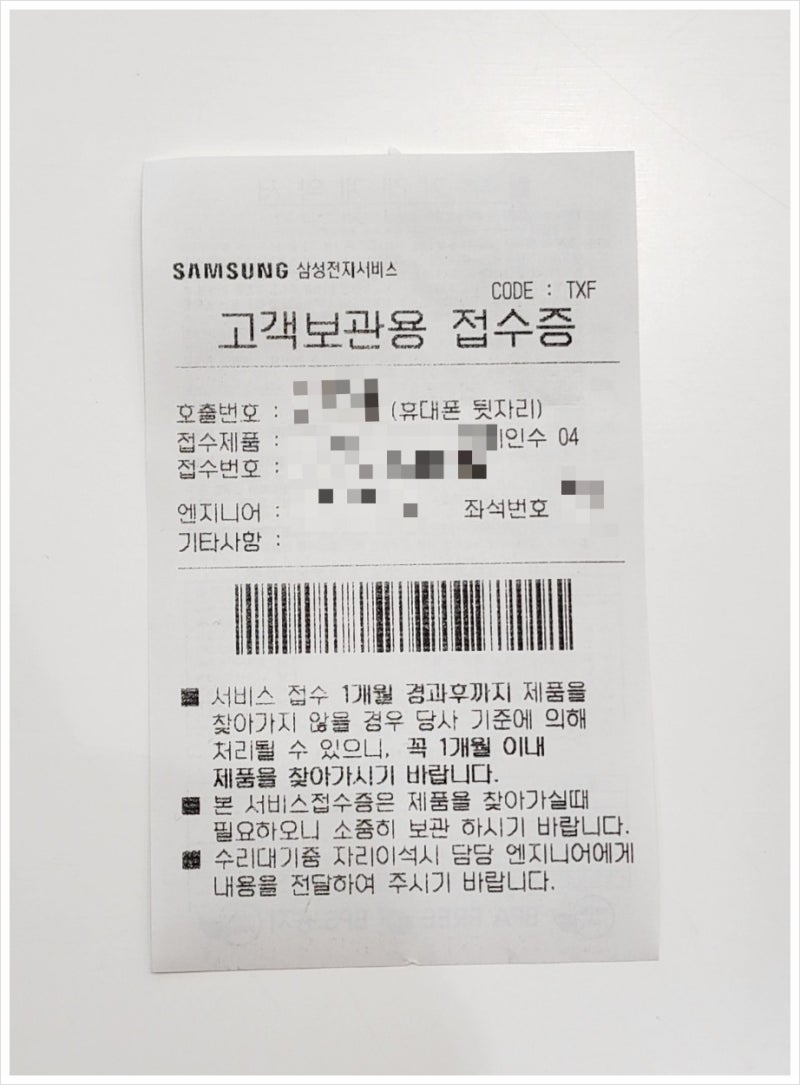 SAMSUNG 삼성전자서비스
CODE : TXF
고객보관용 접수증
호출번호 : (휴대폰 뒷자리)
접수제품 : 인수 04
접수번호 :
엔지니어 : 좌석번호
기타사항 :
■ 서비스 접수 1개월 경과후까지 제품을
찾아가지 않을 경우 당사 기준에 의해
처리될 수 있으니, 꼭 1개월 이내
제품을 찾아가시기 바랍니다.
■ 본 서비스접수증은 제품을 찾아가실때
필요하오니 소중히 보관 하시기 바랍니다.
■ 수리대기중 자리이석시 담당 엔지니어에게
내용을 전달하여 주시기 바랍니다.